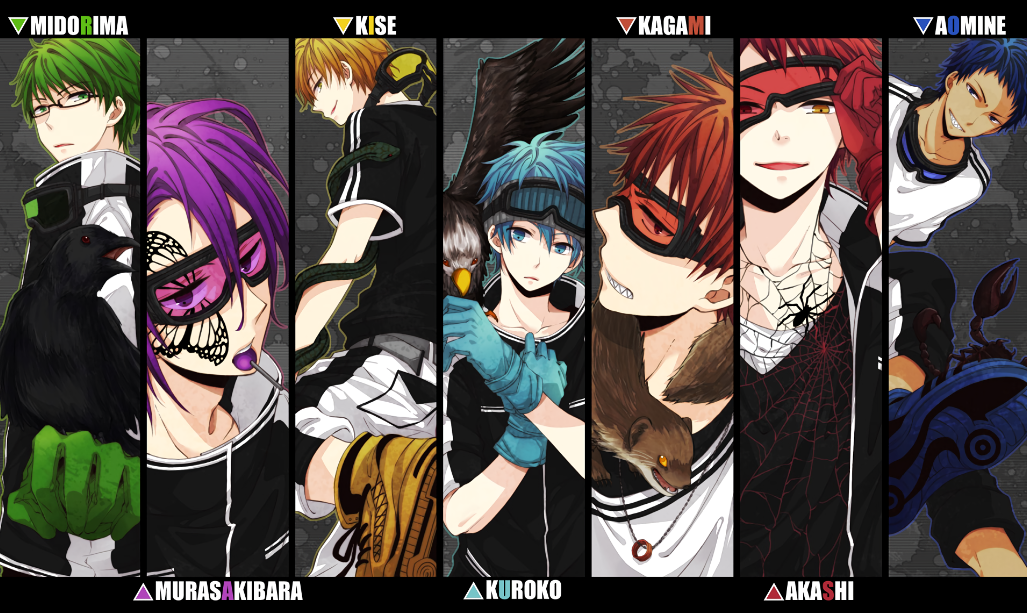 MIDORIMA
KISE
KAGAMI
AOMINE
MURASAKIBARA
KUROKO
AKASHI